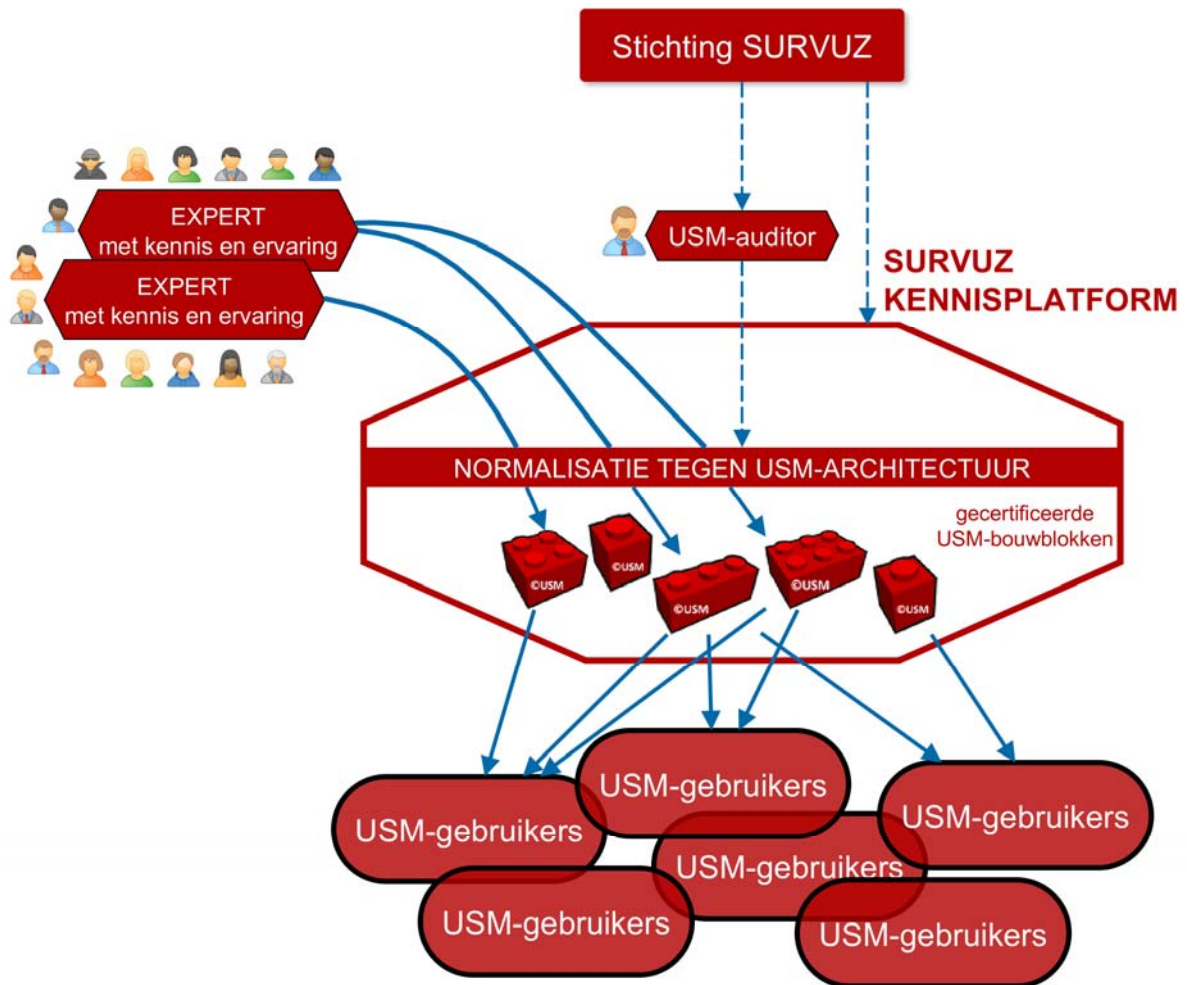 Stichting SURVUZ
EXPERT
met kennis en ervaring
EXPERT
met kennis en ervaring
USM-auditor
SURVUZ
KENNISPLATFORM
NORMALISATIE TEGEN USM-ARCHITECTUUR
gecertificeerde
USM-bouwblokken
©USM
©USM
©USM
©USM
©USM
USM-gebruikers
USM-gebruikers
USM-gebruikers
USM-gebruikers
USM-gebruikers
USM-gebruikers